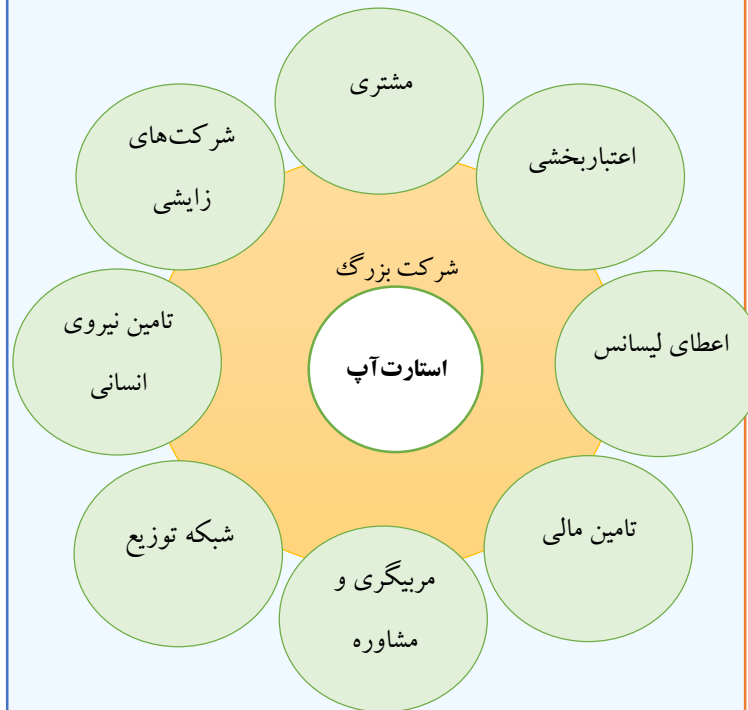 مشتری
اعتباربخشی
شرکت‌های
زایشی
شرکت بزرگ
استارت‌آپ
اعطای لیسانس
تامین نیروی
انسانی
تامین مالی
شبکه توزیع
مربیگری و
مشاوره